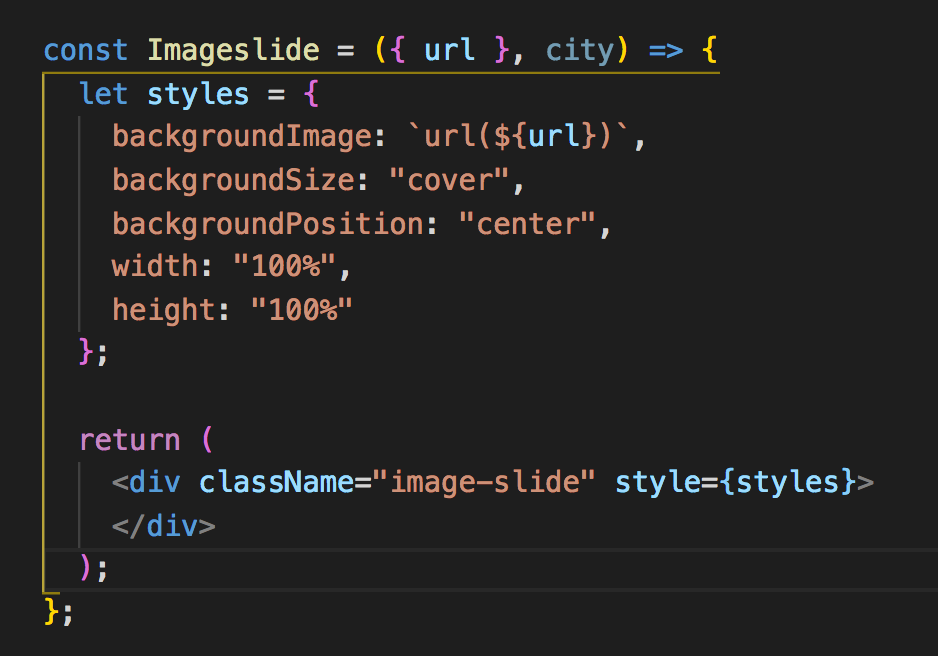 const Imageslide = ({ url }, city) => {
  let styles = {
    backgroundImage: `url(${url})`,
    backgroundSize: "cover",
    backgroundPosition: "center",
    width: "100%",
    height: "100%"
  };

  return (
    <div className="image-slide" style={styles}>
    </div>
  );
};